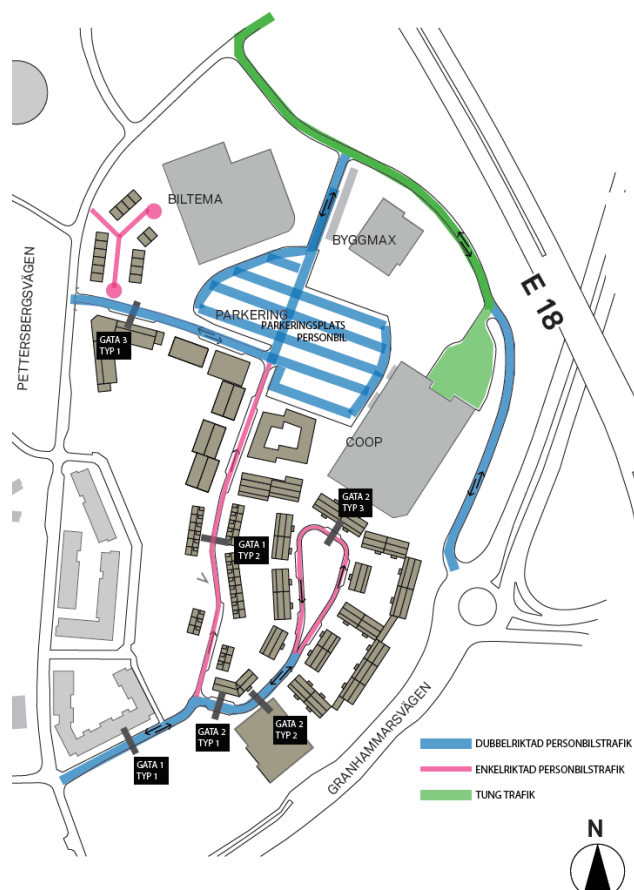 BILTEMA
BYGGMAX
E 18
PETTERSBERGSVÄGEN
PARKERING
PARKERINGSPLATS
PERSONBIL
GATA 3
TYP 1
COOP
GATA 2
TYP 3
GATA 1
TYP 2
GATA 2
TYP 1
GATA 2
TYP 2
GATA 1
TYP 1
GRANHAMMARSVÄGEN
DUBBELRIKTAD PERSONBILSTRAFIK
ENKELRIKTAD PERSONBILSTRAFIK
TUNG TRAFIK
N